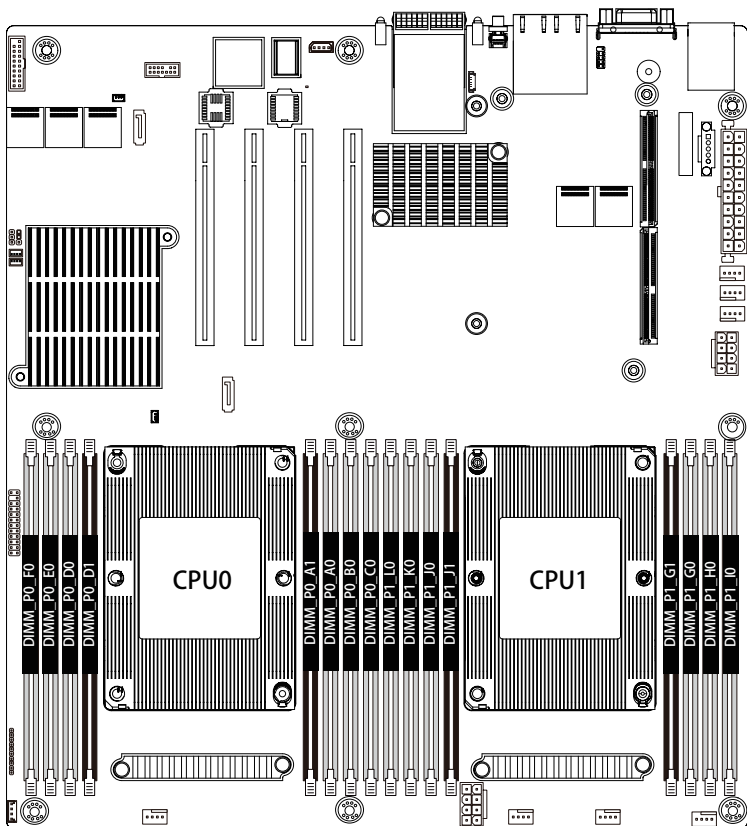 DIMM_P0_F0
DIMM_P0_E0
DIMM_P0_D0
DIMM_P0_D1
CPU0
DIMM_P0_A1
DIMM_P0_A0
DIMM_P0_B0
DIMM_P0_C0
DIMM_P1_L0
DIMM_P1_K0
DIMM_P1_J0
DIMM_P1_J1
CPU1
DIMM_P1_G1
DIMM_P1_G0
DIMM_P1_H0
DIMM_P1_I0